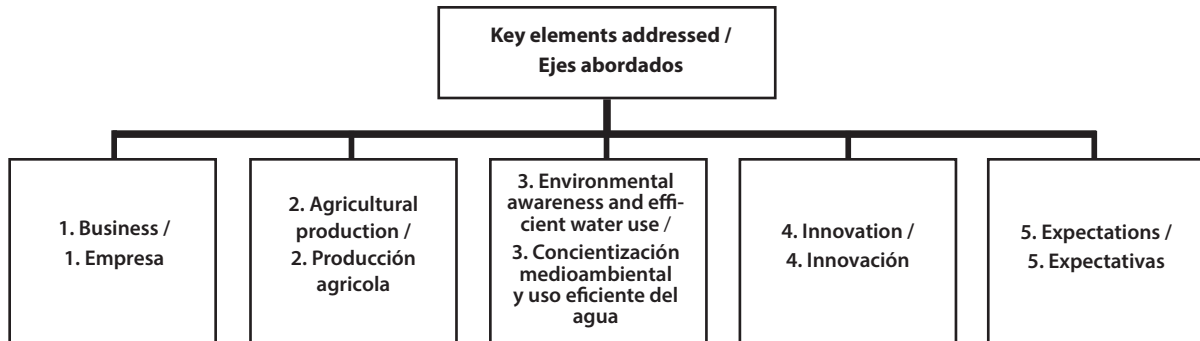 Key elements addressed /
Ejes abordados
1. Business /
1. Empresa
2. Agricultural
production /
2. Producción
agricola
3. Environmental
awareness and effi-
cient water use /
3. Concientización
medioambiental
y uso eficiente del
agua
4. Innovation /
4. Innovación
5. Expectations /
5. Expectativas